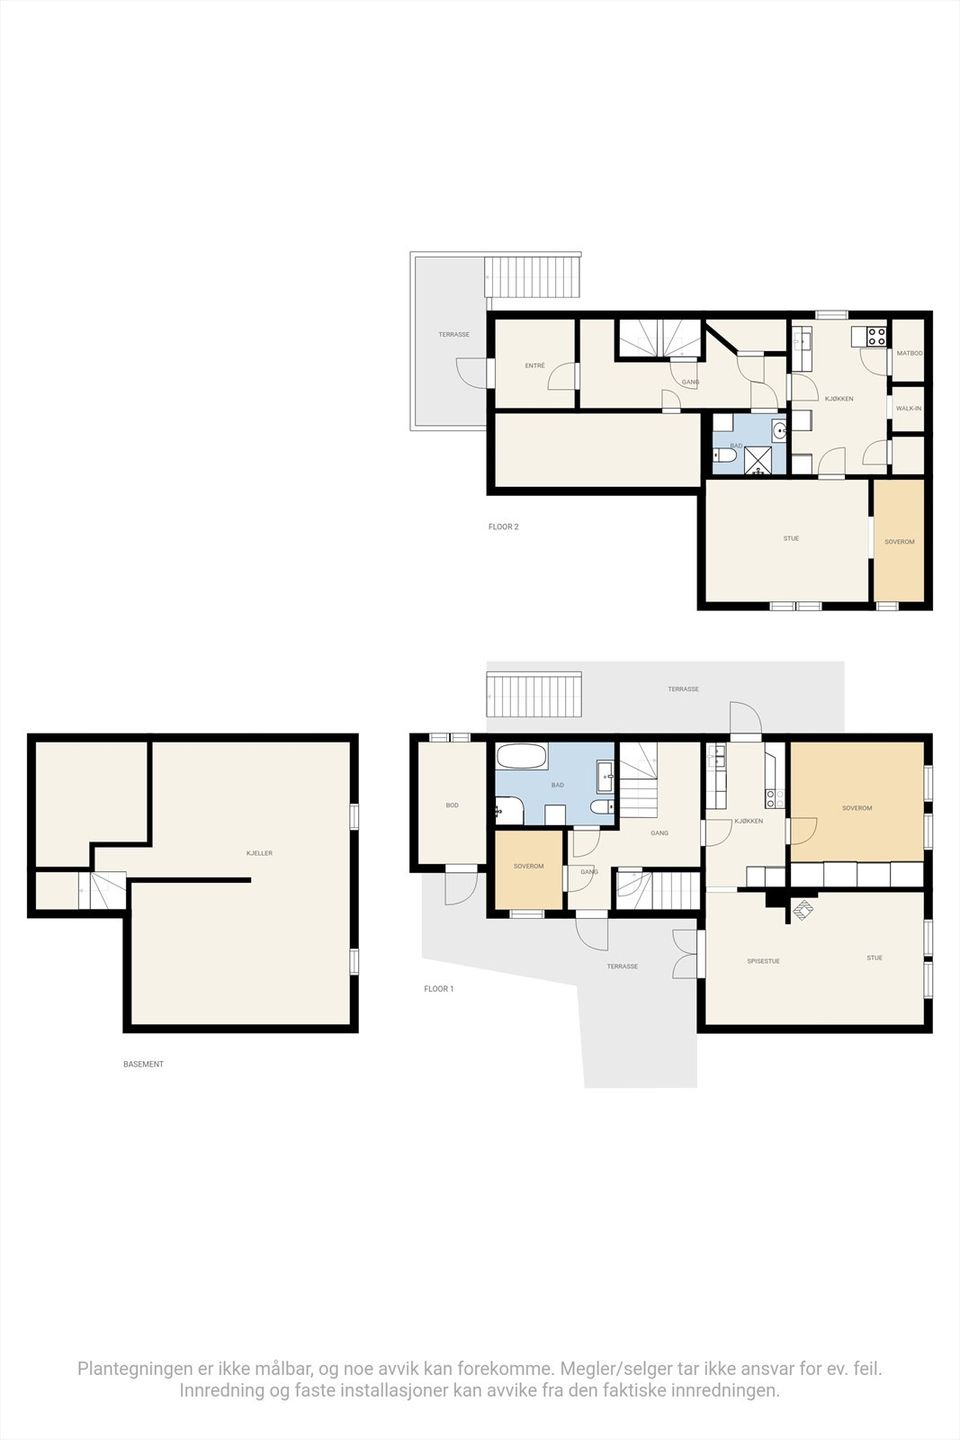 TERRASSE
ENTRÉ
GANG
KJØKKEN
MATBOD
WALK-IN
BAD
STUE
SOVEROM
FLOOR 2
TERRASSE
BOD
BAD
GANG
KJØKKEN
SOVEROM
SOVEROM
GANG
TERRASSE
SPISESTUE
STUE
FLOOR 1
KJELLER
BASEMENT
Plantegningen er ikke målbar, og noe avvik kan forekomme. Megler/selger tar ikke ansvar for ev. feil.
Innredning og faste installasjoner kan avvike fra den faktiske innredningen.